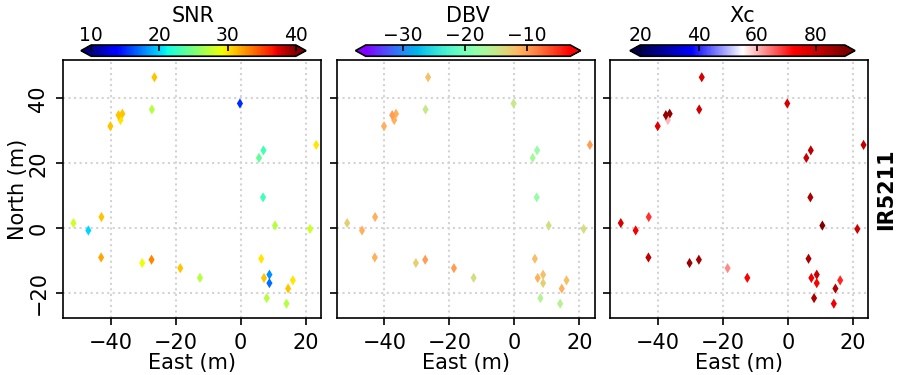 SNR DBV Xc
10 20 30 40 −30 −20 −10 20 40 60 80
North (m)
40
20
0
−20
−40 −20 0 20 −40 −20 0 20 −40 −20 0 20
East (m) East (m) East (m)
IR5211